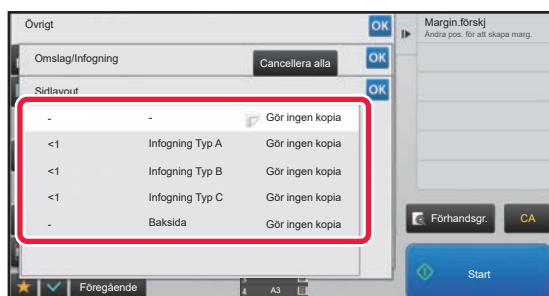 Övrigt
OK
Omslag/Infogning
Cancellera alla
OK
Sidlayout
OK
- - Gör ingen kopia
<1 Infogning Typ A Gör ingen kopia
<1 Infogning Typ B Gör ingen kopia
<1 Infogning Typ C Gör ingen kopia
- Baksida Gör ingen kopia
Föregående
4 A3
Margin.förskj
Ändra pos. för att skapa marg.
Förhandsgr.
CA
Start